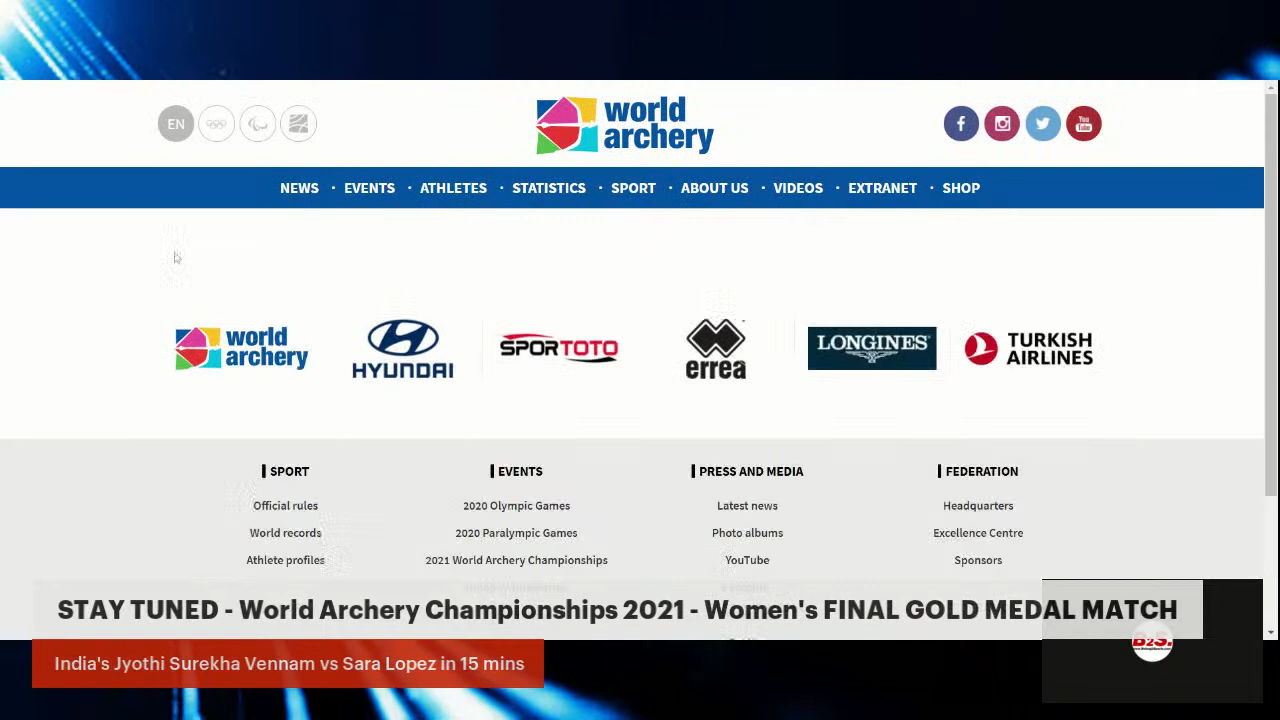 EN
world
archery
f
You
Tube
NEWS · EVENTS · ATHLETES · STATISTICS · SPORT · ABOUT US · VIDEOS · EXTRANET · SHOP
world
archery
HYUNDAI
SPORTOTO
errea
LONGINES
TURKISH
AIRLINES
SPORT
Official rules
World records
Athlete profiles
EVENTS
2020 Olympic Games
2020 Paralympic Games
2021 World Archery Championships
PRESS AND MEDIA
Latest news
Photo albums
YouTube
FEDERATION
Headquarters
Excellence Centre
Sponsors
STAY TUNED - World Archery Championships 2021 - Women's FINAL GOLD MEDAL MATCH
B2S.
India's Jyothi Surekha Vennam vs Sara Lopez in 15 mins